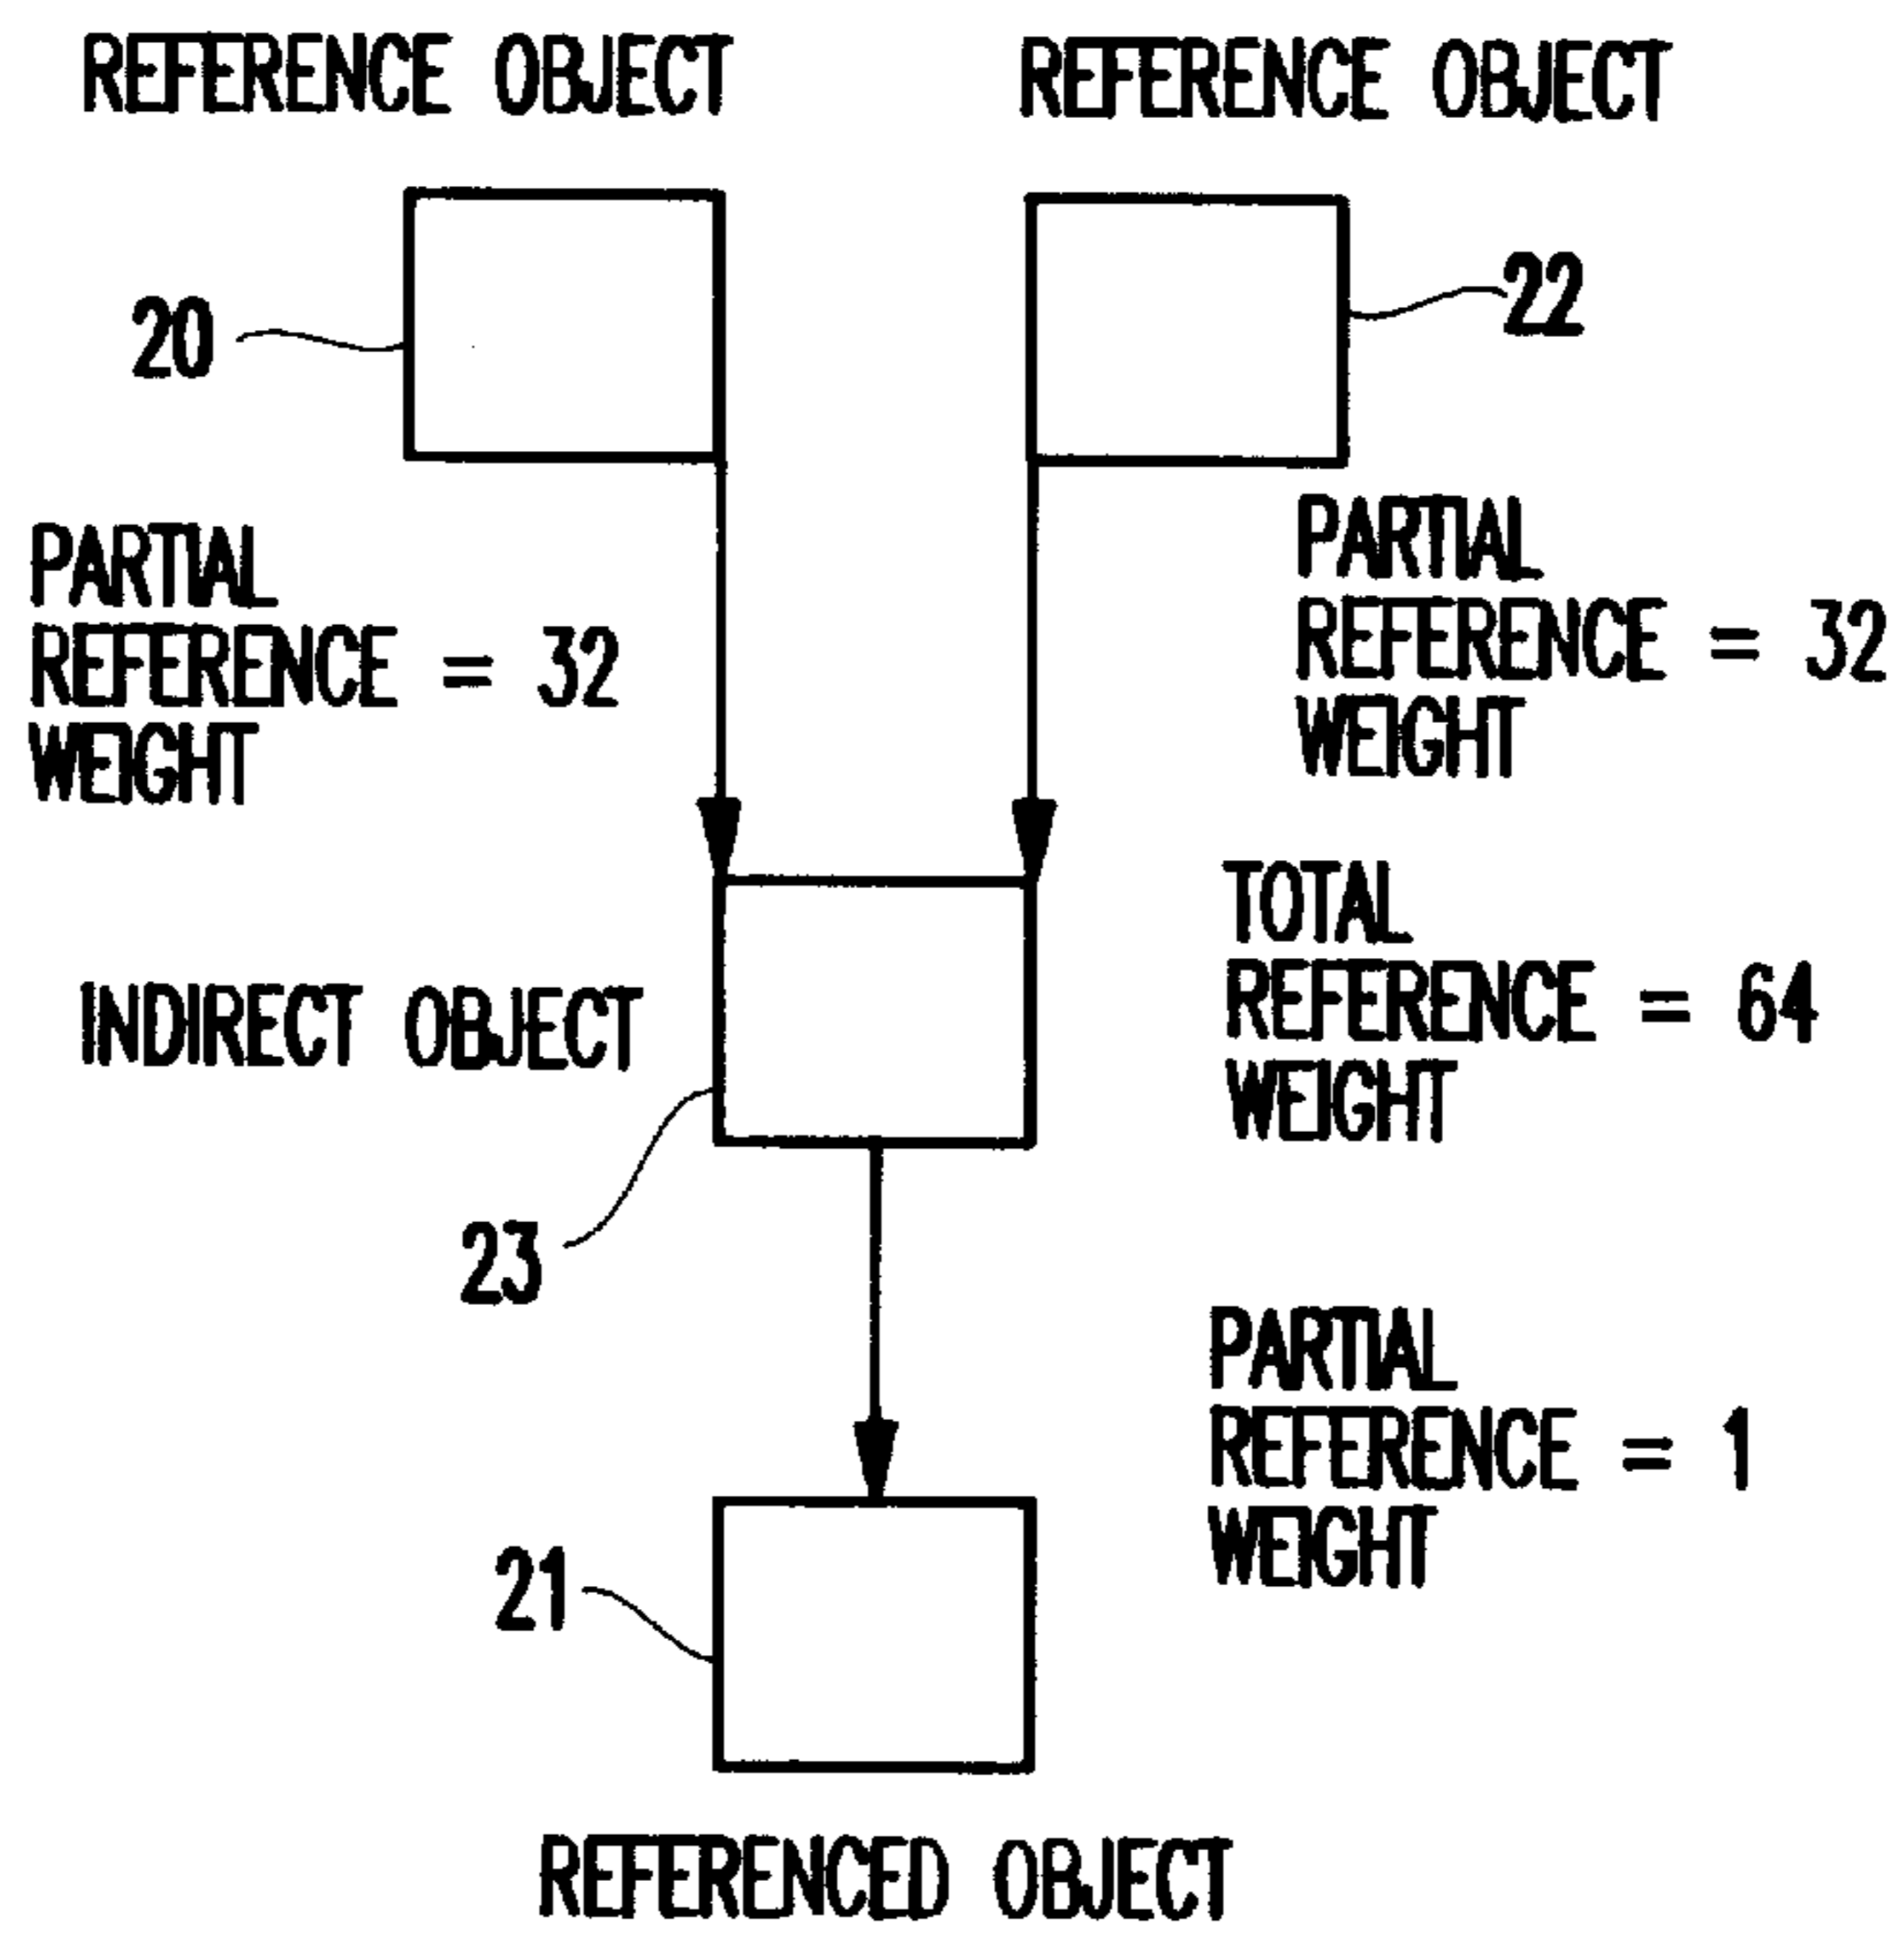 REFERENCE OBJECT
REFERENCE OBJECT
20
22
PARTIAL
REFERENCE = 32
WEIGHT
PARTIAL
REFERENCE = 32
WEIGHT
INDIRECT OBJECT
TOTAL
REFERENCE = 64
WEIGHT
23
PARTIAL
REFERENCE = 1
WEIGHT
21
REFERENCED OBJECT